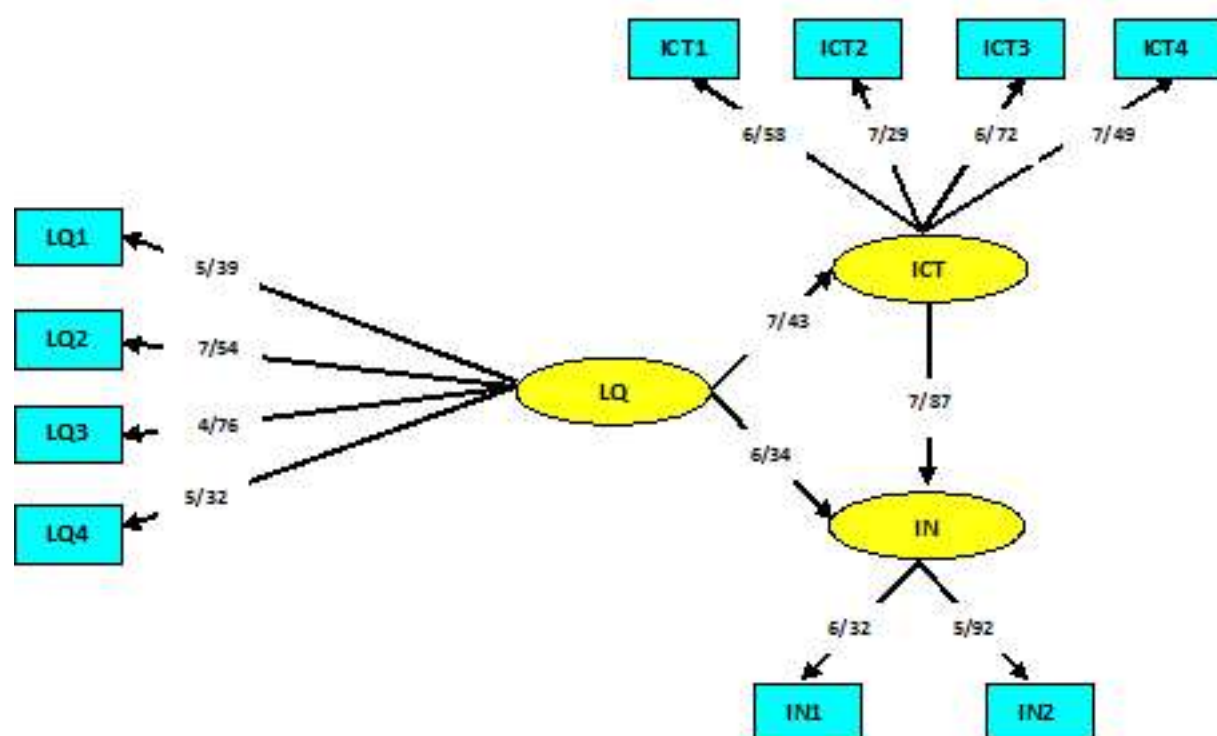 ICT1
ICT2
ICT3
ICT4
6/58
7/29
6/72
7/49
LQ1
5/39
ICT
LQ2
7/54
7/43
LQ
LQ3
4/76
7/87
6/34
5/32
LQ4
IN
6/32
5/92
IN1
IN2